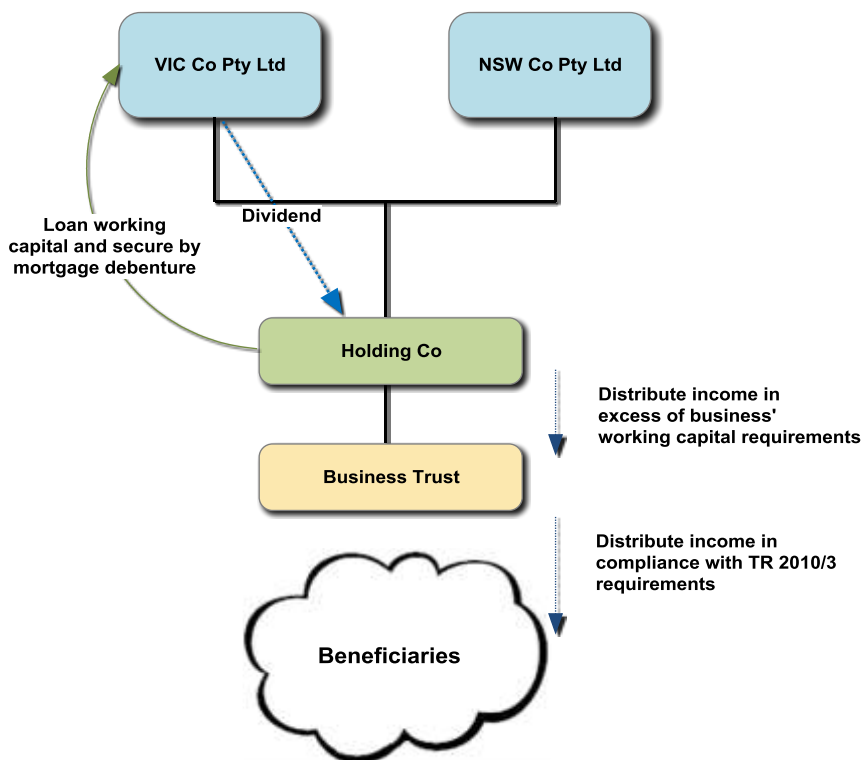 VIC Co Pty Ltd
NSW Co Pty Ltd
Dividend
Loan working
capital and secure by
mortgage debenture
Holding Co
Distribute income in
excess of business'
working capital requirements
Business Trust
Distribute income in
compliance with TR 2010/3
requirements
Beneficiaries